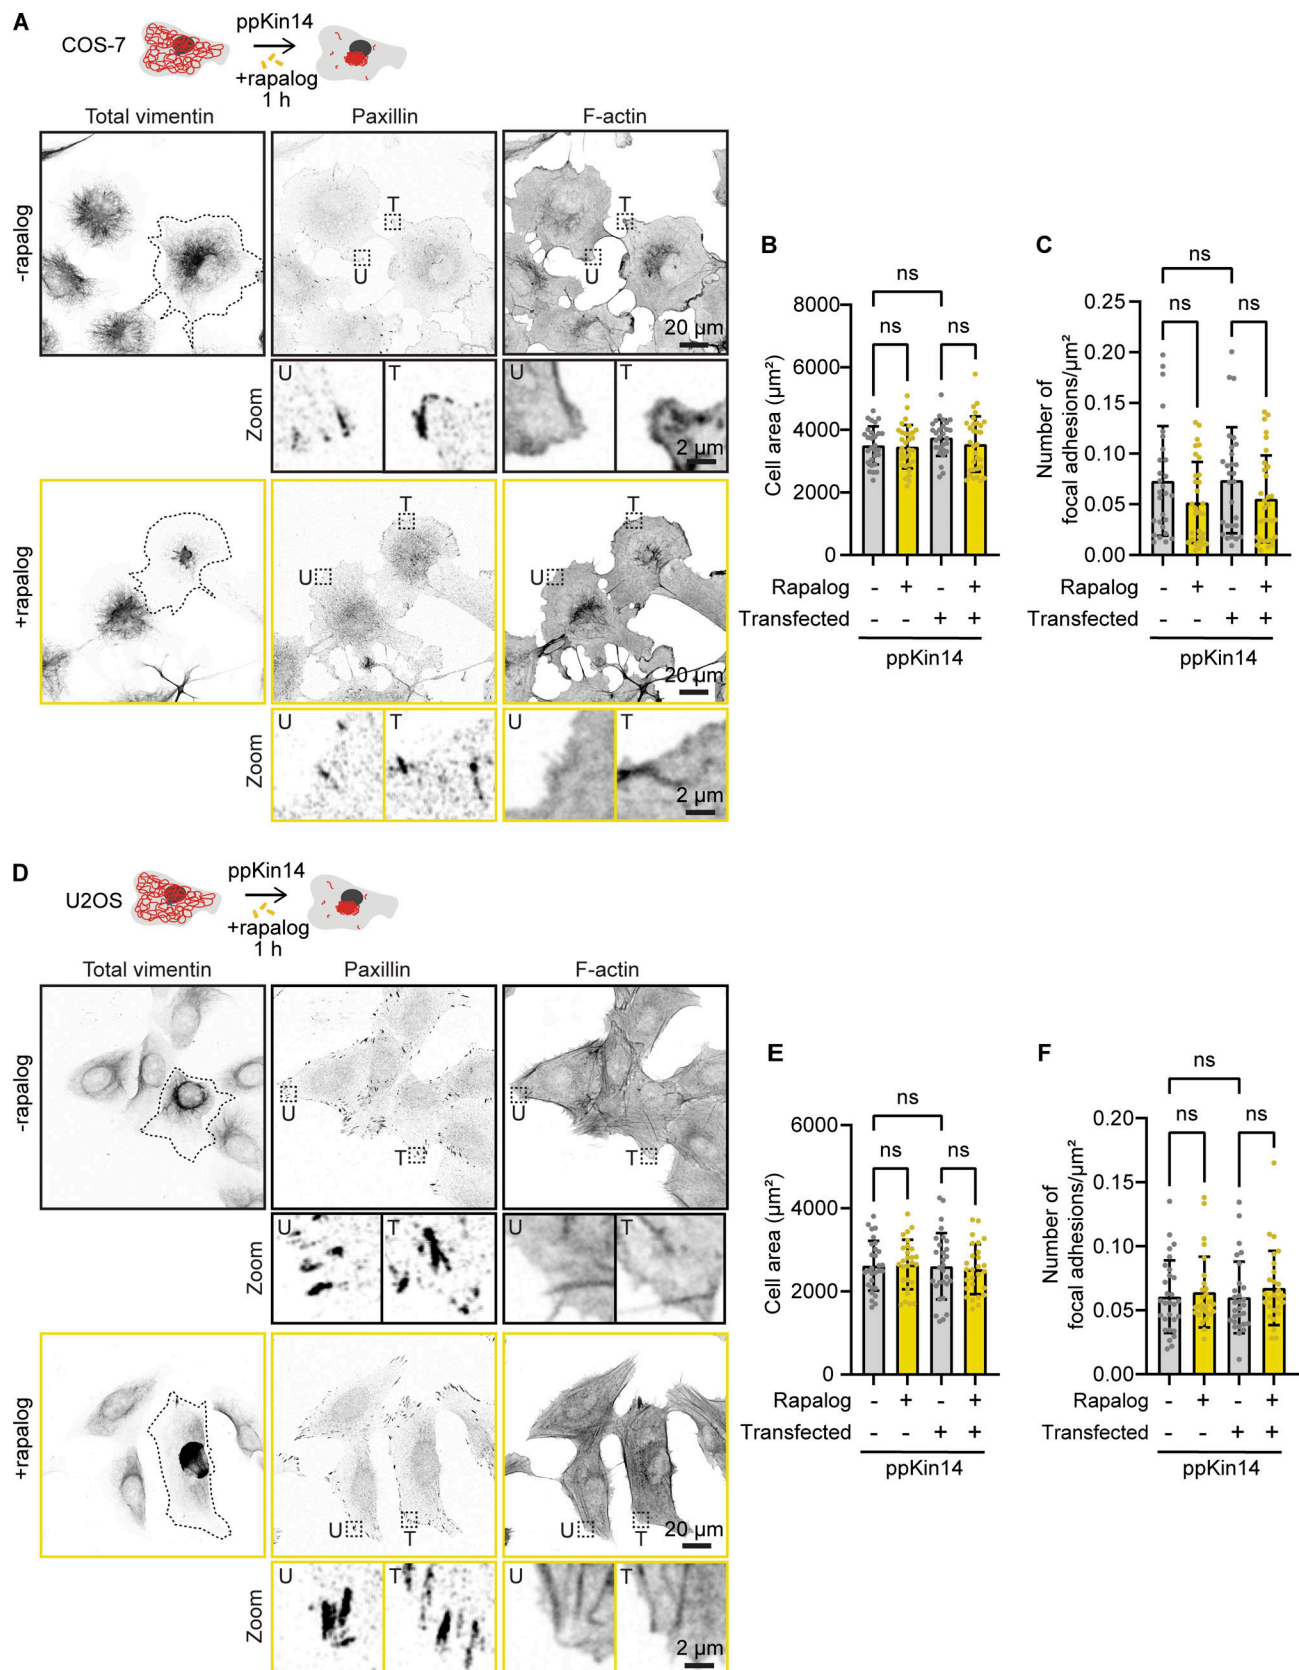 A
COS-7
ppKin14
+rapalog
1 h
Total vimentin
Paxillin
F-actin
-rapalog
T
U
T
U
20 µm
Zoom
U
T
U
T
2 µm
+rapalog
T
U
T
U
20 µm
Zoom
U
T
U
T
2 µm
B
ns
ns
ns
8000
6000
4000
2000
0
Cell area (µm²)
Rapalog
- + - +
Transfected
- - + +
ppKin14
C
ns
ns
ns
0.25
0.20
0.15
0.10
0.05
0.00
Number of
focal adhesions/µm²
Rapalog
- + - +
Transfected
- - + +
ppKin14
D
U2OS
ppKin14
+rapalog
1 h
Total vimentin
Paxillin
F-actin
-rapalog
U
T
U
T
Zoom
U
T
U
T
+rapalog
U
T
U
T
20 µm
Zoom
U
T
U
T
2 µm
E
ns
ns
ns
6000
4000
2000
0
Cell area (µm²)
Rapalog
- + - +
Transfected
- - + +
ppKin14
F
ns
ns
ns
0.20
0.15
0.10
0.05
0.00
Number of
focal adhesions/µm²
Rapalog
- + - +
Transfected
- - + +
ppKin14